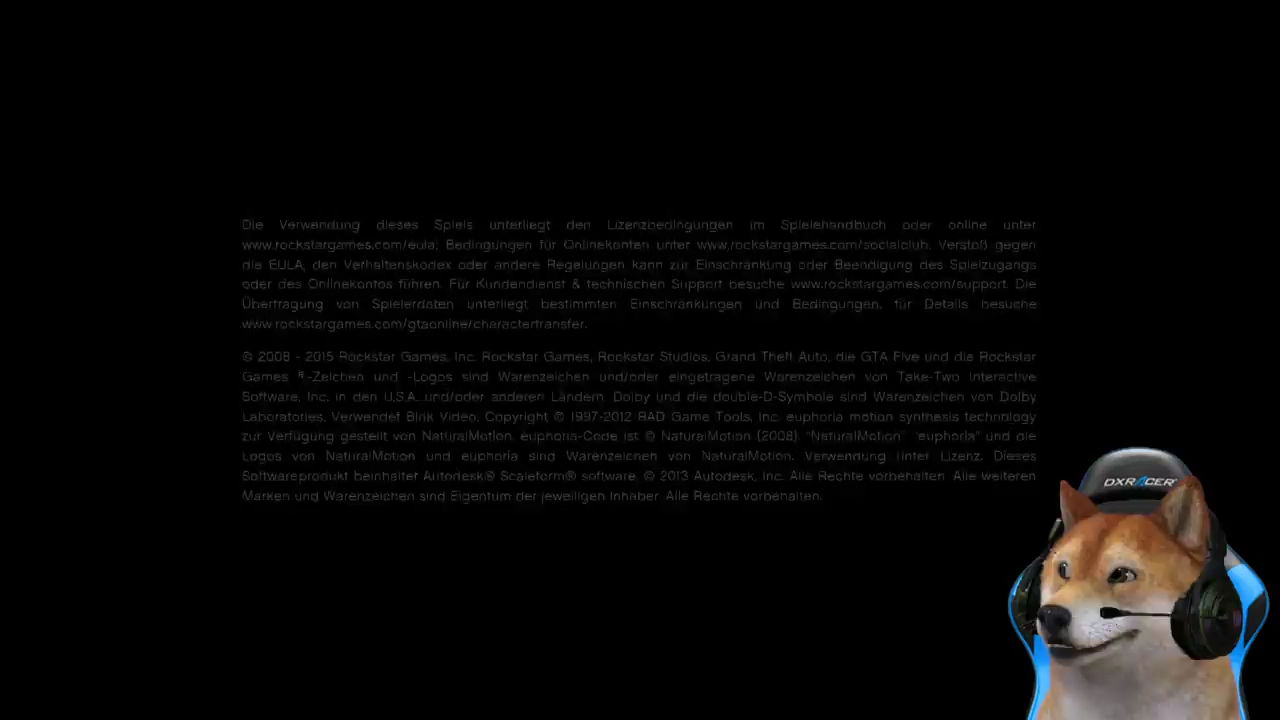 Die Verwendung dieses Spiels unterliegt den Lizenzbedingungen im Spielehandbuch oder online unter
www.rockstargames.com/eula; Bedingungen für Onlinekonten unter www.rockstargames.com/socialclub. Verstoß gegen
die EULA, den Verhaltenskodex oder andere Regelungen kann zur Einschränkung oder Beendigung des Spielzugangs
oder des Onlinekontos führen. Für Kundendienst & technischen Support besuche www.rockstargames.com/support. Die
Übertragung von Spielerdaten unterliegt bestimmten Einschränkungen und Bedingungen, für Details besuche
www.rockstargames.com/gtaonline/charactertransfer.
© 2008 - 2015 Rockstar Games, Inc. Rockstar Games, Rockstar Studios, Grand Theft Auto, die GTA Five und die Rockstar
Games R*-Zeichen und -Logos sind Warenzeichen und/oder eingetragene Warenzeichen von Take-Two Interactive
Software, Inc. in den U.S.A. und/oder anderen Ländern. Dolby und die double-D-Symbole sind Warenzeichen von Dolby
Laboratories. Verwendet Bink Video. Copyright © 1997-2012 RAD Game Tools, Inc. euphoria motion synthesis technology
zur Verfügung gestellt von NaturalMotion. euphoria-Code ist © NaturalMotion (2008). "NaturalMotion" "euphoria" und die
Logos von NaturalMotion und euphoria sind Warenzeichen von NaturalMotion. Verwendung unter Lizenz. Dieses
Softwareprodukt beinhaltet Autodesk® Scaleform® software. © 2013 Autodesk, Inc. Alle Rechte vorbehalten. Alle weiteren
Marken und Warenzeichen sind Eigentum der jeweiligen Inhaber. Alle Rechte vorbehalten.
DXRACER